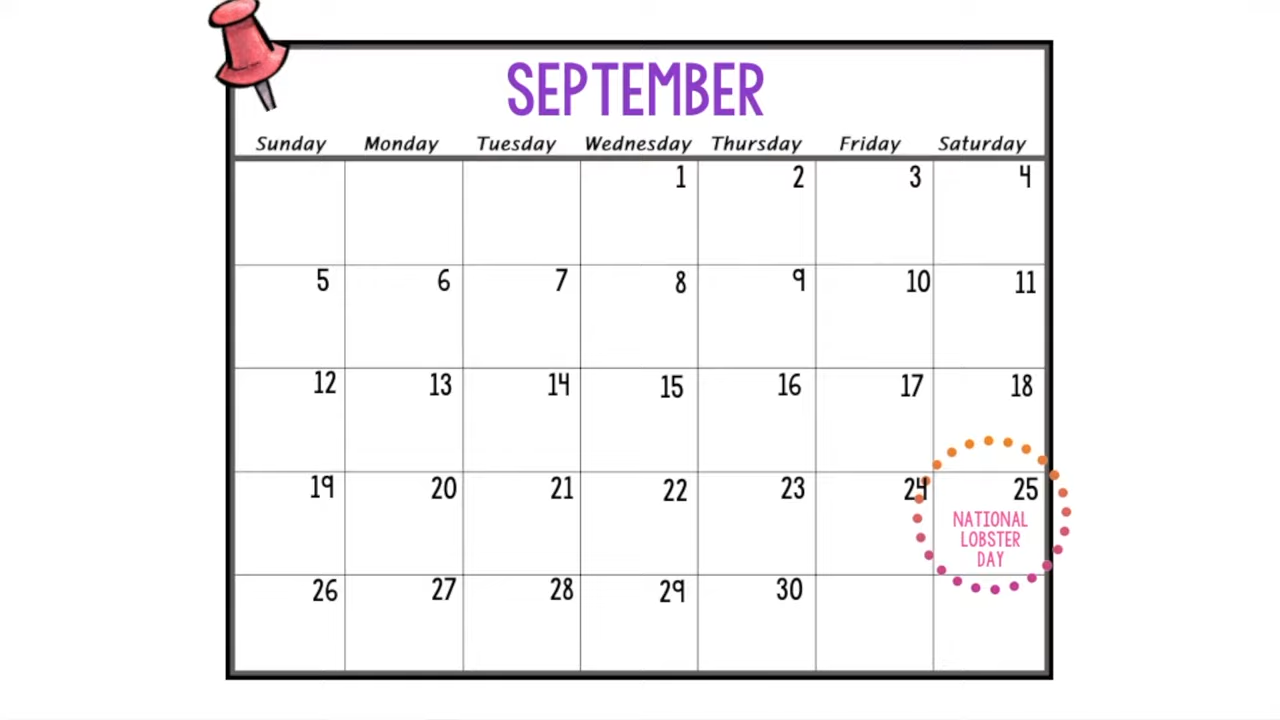 SEPTEMBER
Sunday Monday Tuesday Wednesday Thursday Friday Saturday
1 2 3 4
5 6 7 8 9 10 11
12 13 14 15 16 17 18
19 20 21 22 23 24 25
NATIONAL
LOBSTER
DAY
26 27 28 29 30